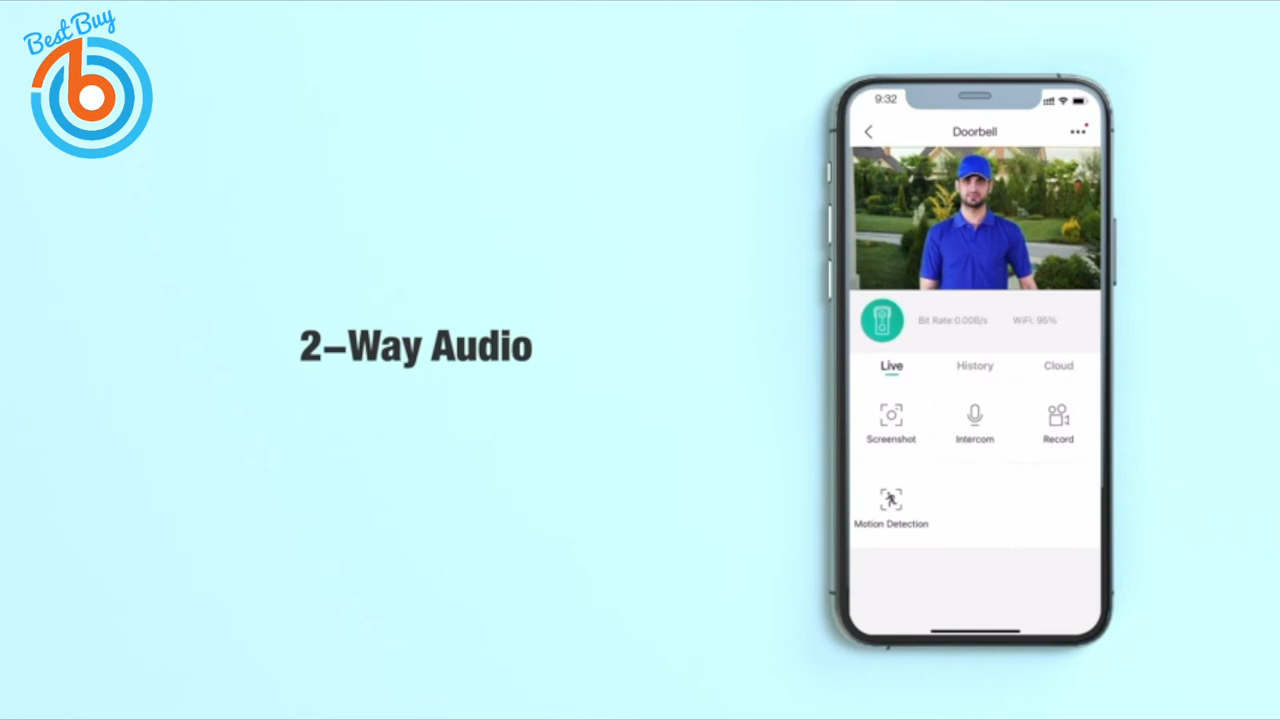 Best Buy
2–Way Audio
9:32
Doorbell
Bit Rate:0.00B/s WiFi: 95%
Live History Cloud
Screenshot Intercom Record
Motion Detection